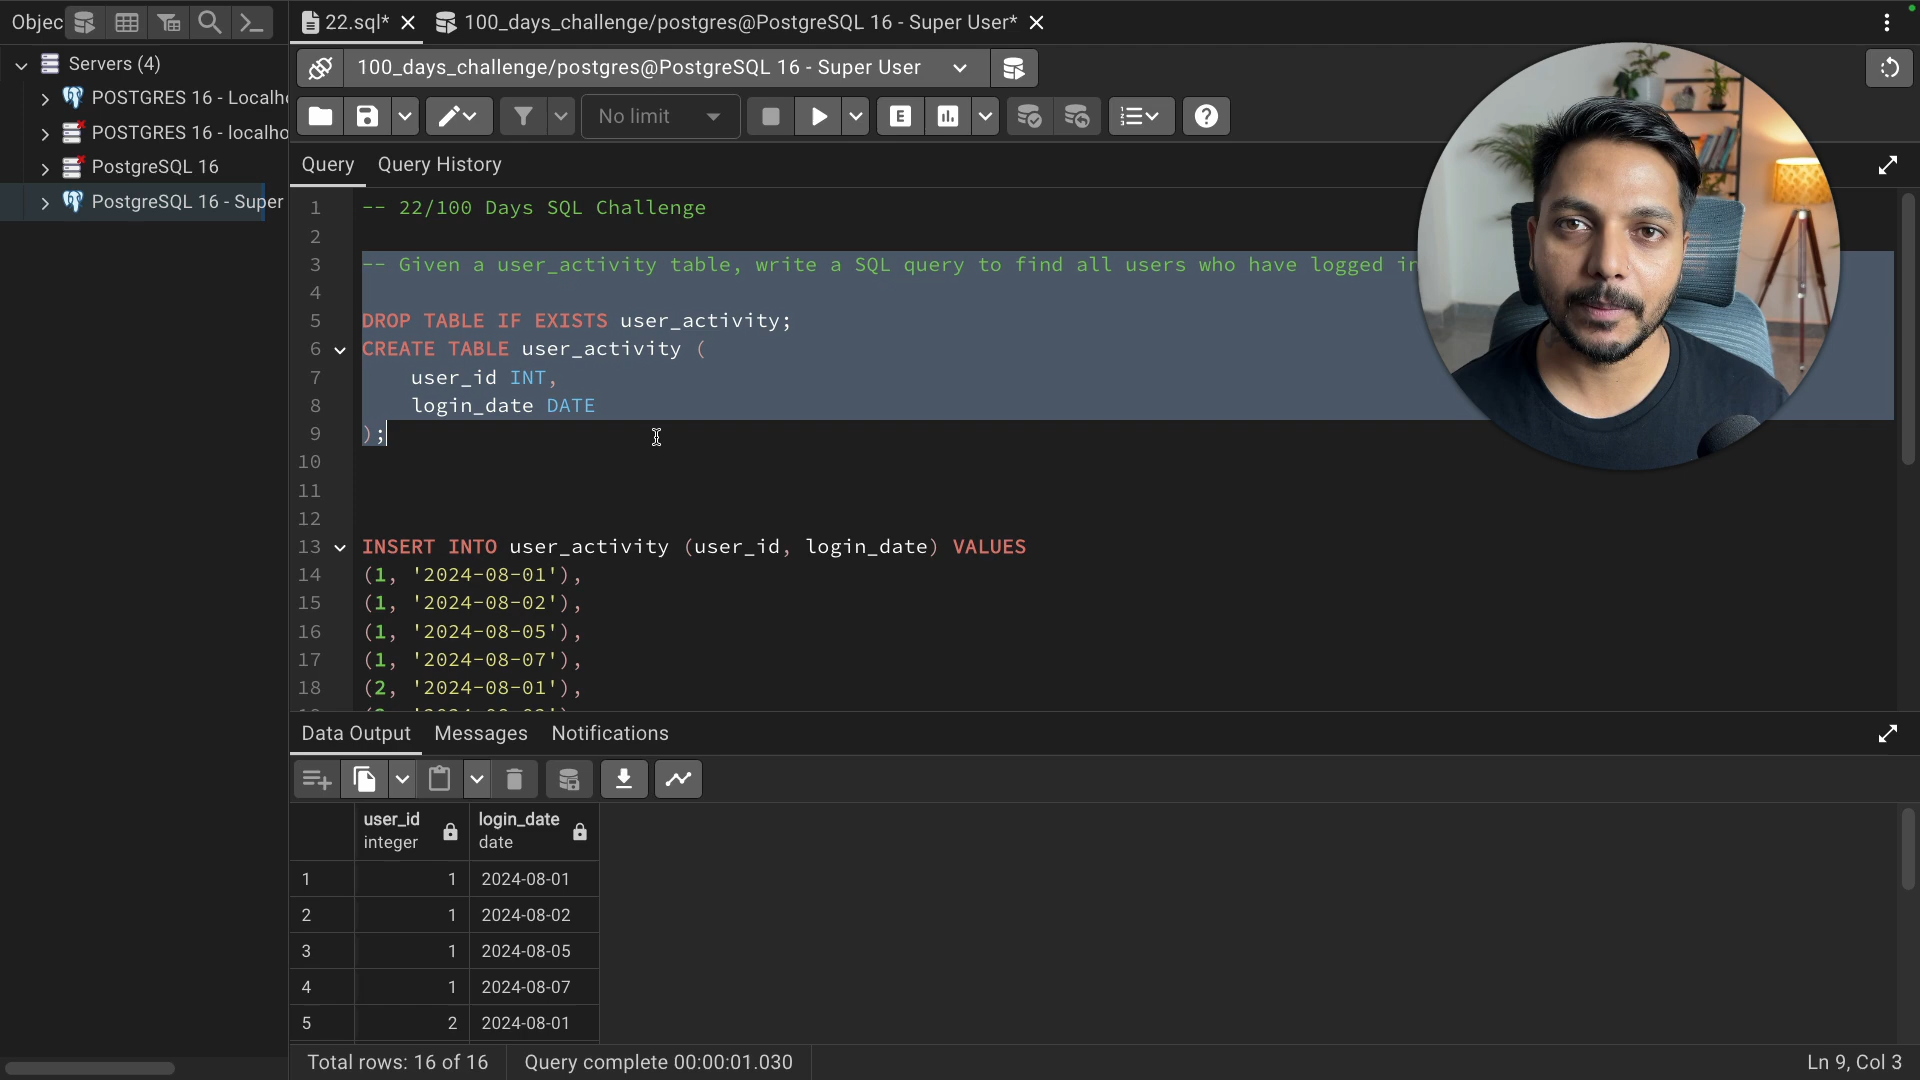 Objec
22.sql*
100_days_challenge/postgres@PostgreSQL 16 - Super User*
Servers (4)
POSTGRES 16 - Localh
POSTGRES 16 - localho
PostgreSQL 16
PostgreSQL 16 - Super
100_days_challenge/postgres@PostgreSQL 16 - Super User
No limit
E
Query
Query History
1 -- 22/100 Days SQL Challenge
2
3 -- Given a user_activity table, write a SQL query to find all users who have logged in
4
5 DROP TABLE IF EXISTS user_activity;
6 CREATE TABLE user_activity (
7 user_id INT,
8 login_date DATE
9 );
10
11
12
13 INSERT INTO user_activity (user_id, login_date) VALUES
14 (1, '2024-08-01'),
15 (1, '2024-08-02'),
16 (1, '2024-08-05'),
17 (1, '2024-08-07'),
18 (2, '2024-08-01'),
Data Output
Messages
Notifications
user_id login_date
integer date
1 1 2024-08-01
2 1 2024-08-02
3 1 2024-08-05
4 1 2024-08-07
5 2 2024-08-01
Total rows: 16 of 16
Query complete 00:00:01.030
Ln 9, Col 3